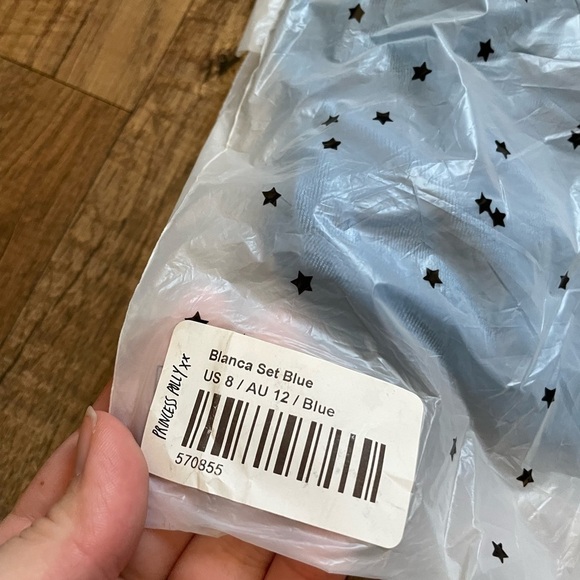 Blanca Set Blue
US 8 / AU 12 / Blue
570855
PRINCESS POLLY xx